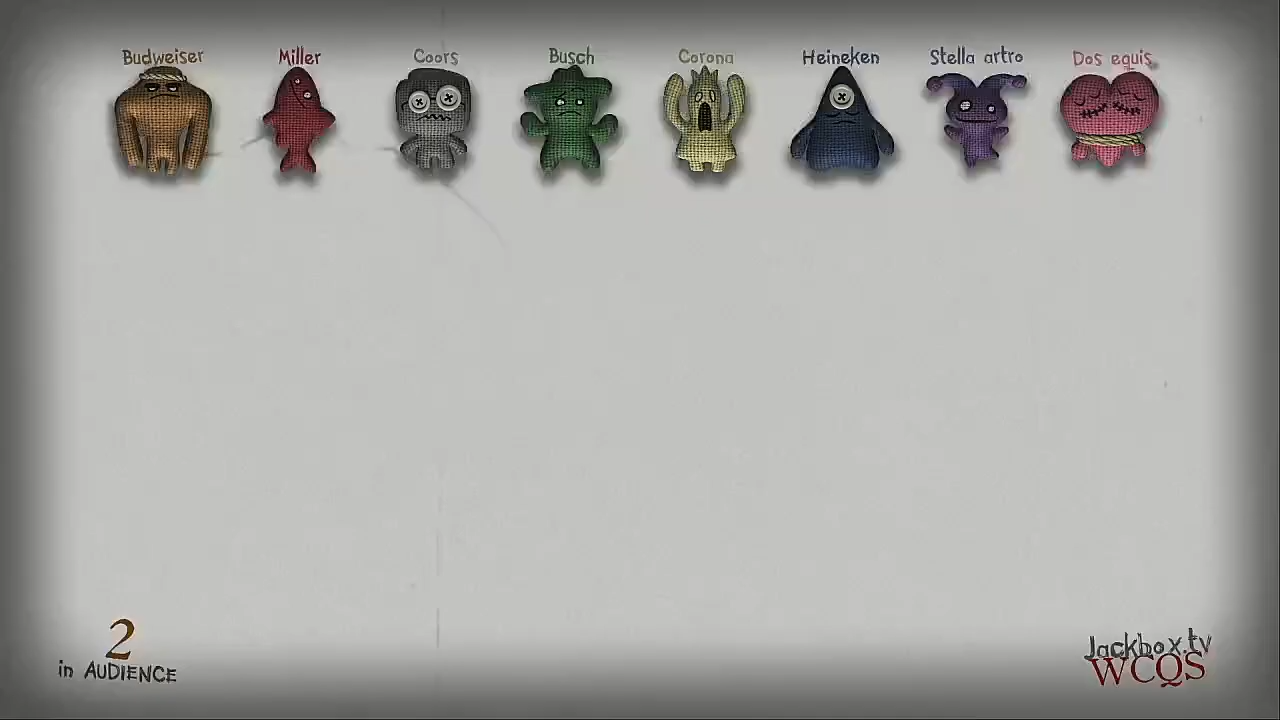 Budweiser Miller Coors Busch Corona Heineken Stella artro Dos equis
2
in AUDIENCE
Jackbox.tv
WCQS